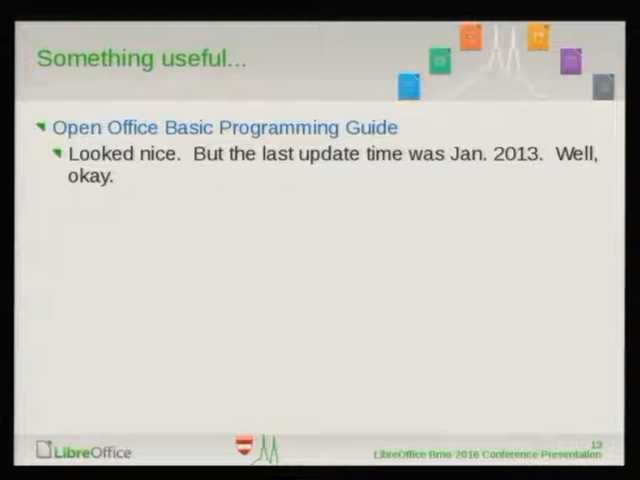 Something useful...
Open Office Basic Programming Guide
Looked nice.  But the last update time was Jan. 2013.  Well,
okay.
LibreOffice
13
LibreOffice Brno 2016 Conference Presentation